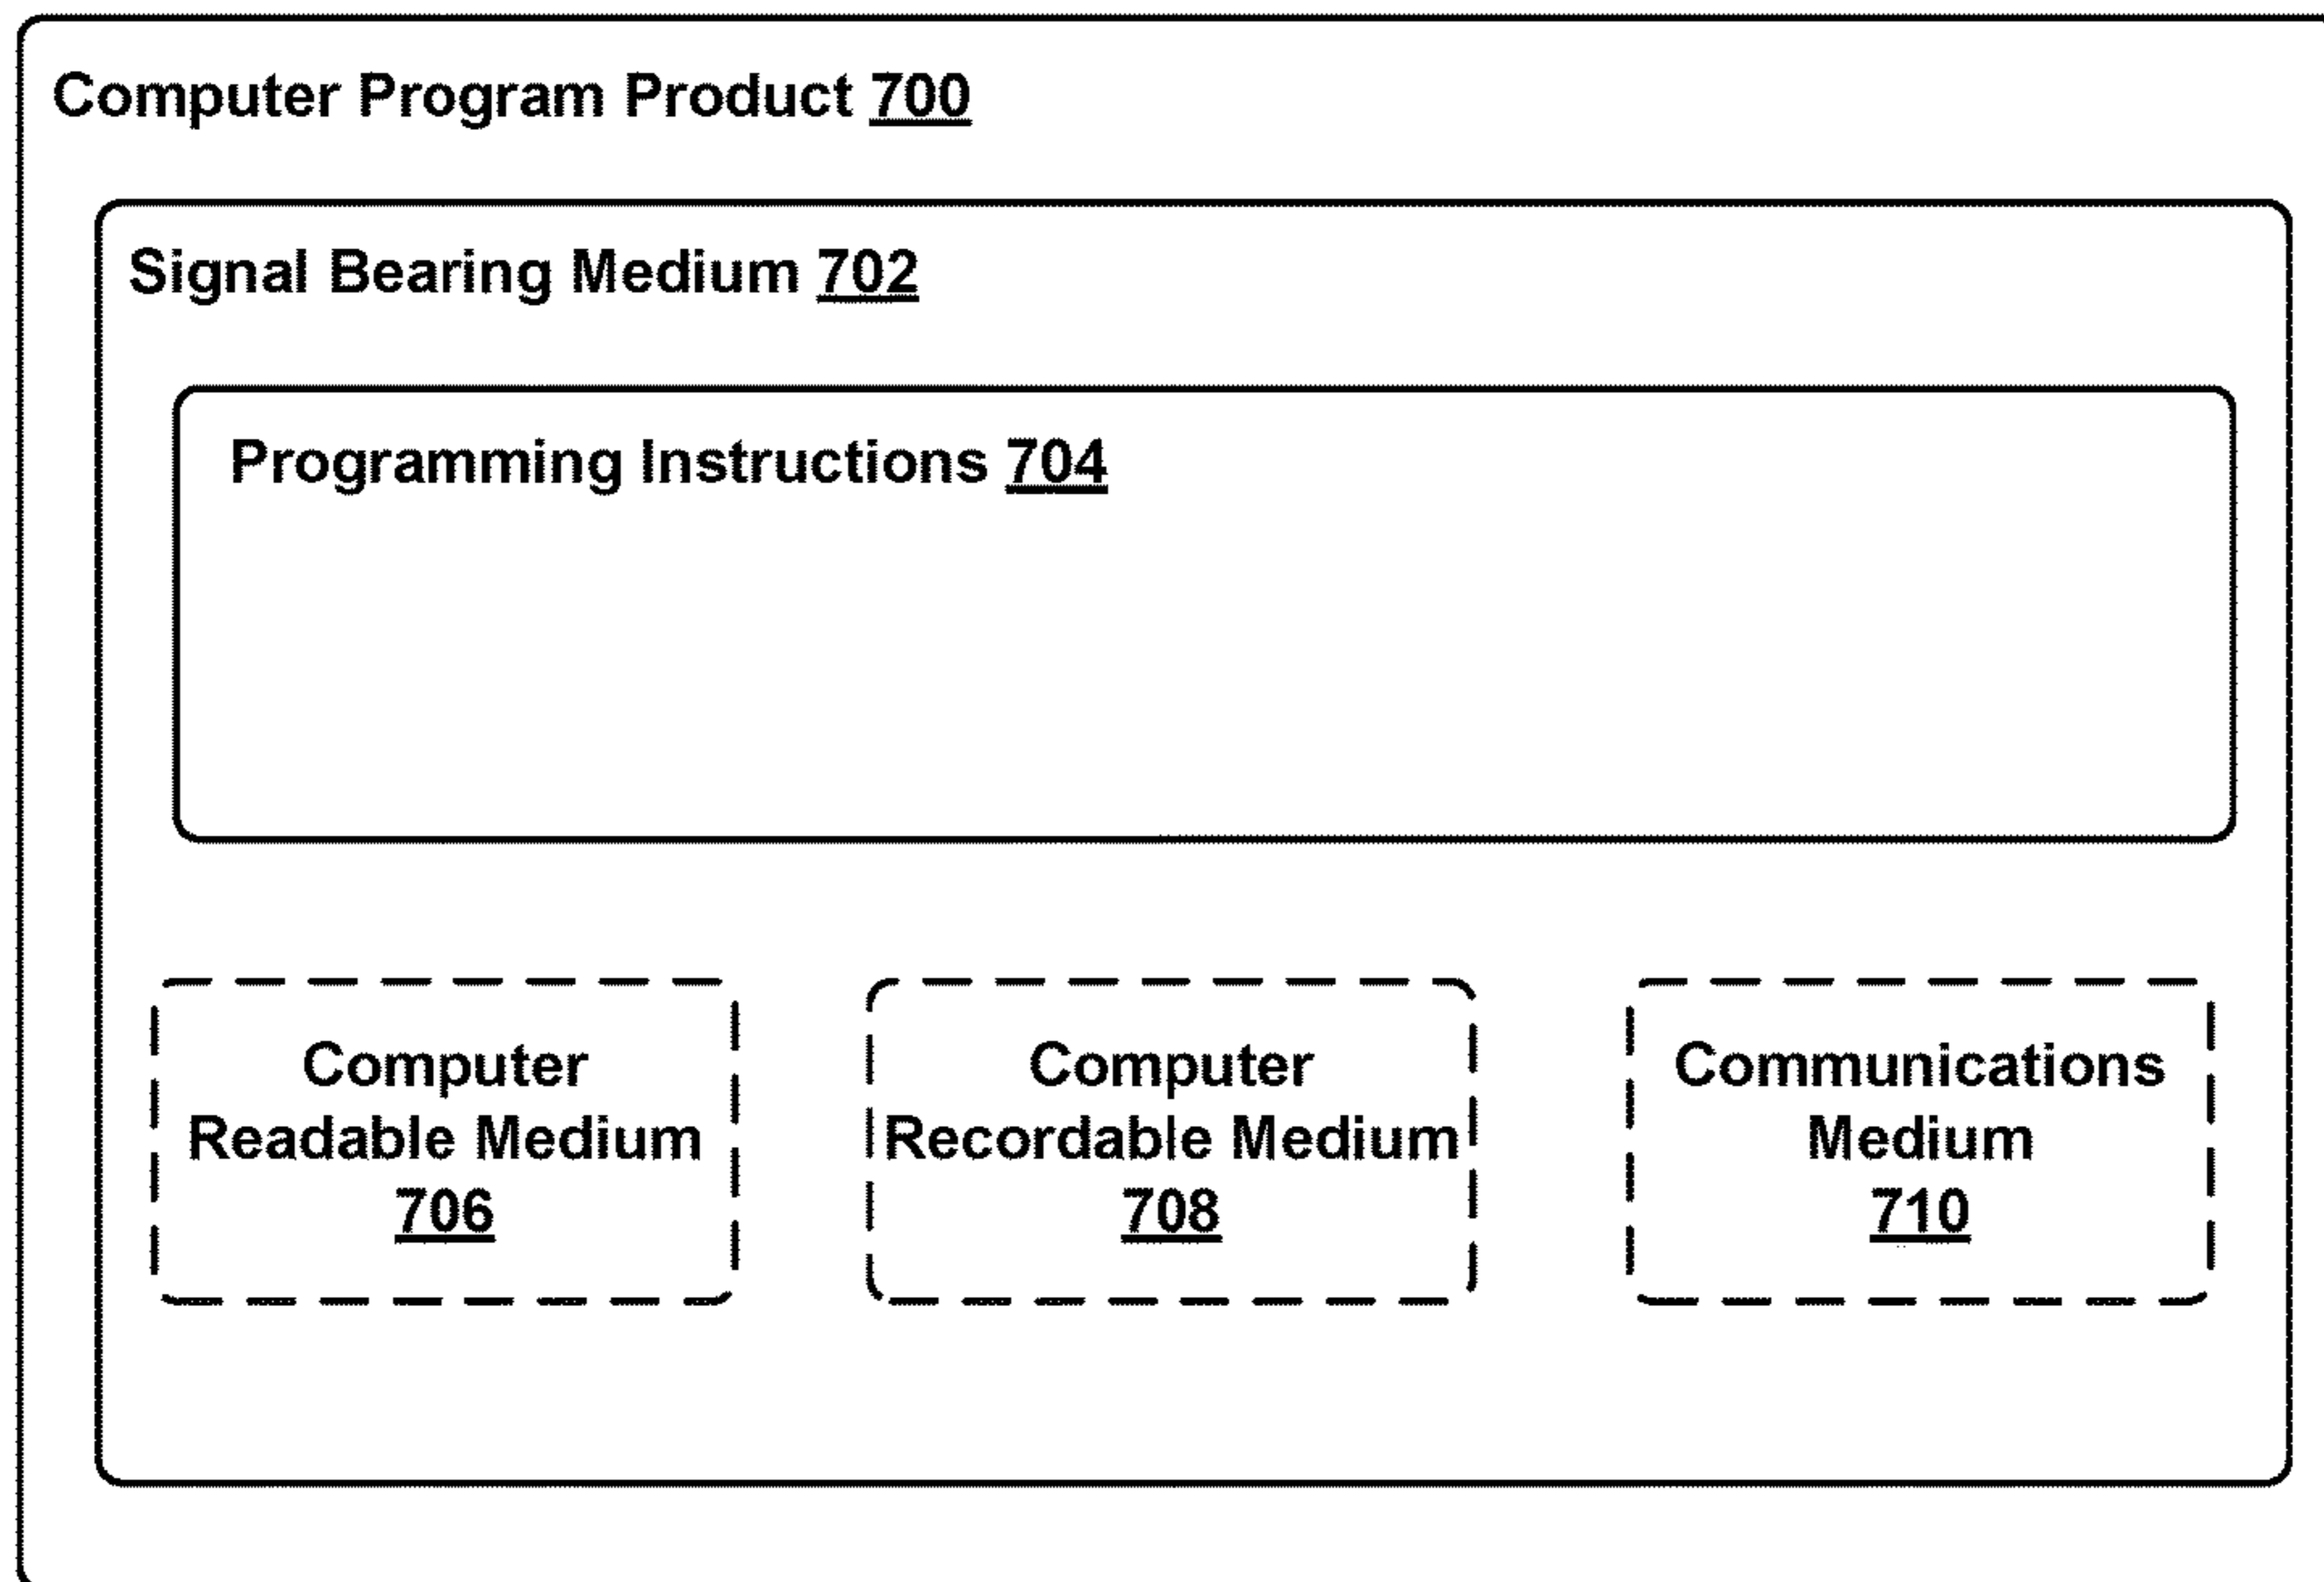 Computer Program Product 700
Signal Bearing Medium 702
Programming Instructions 704
Computer
Readable Medium
706
Computer
Recordable Medium
708
Communications
Medium
710